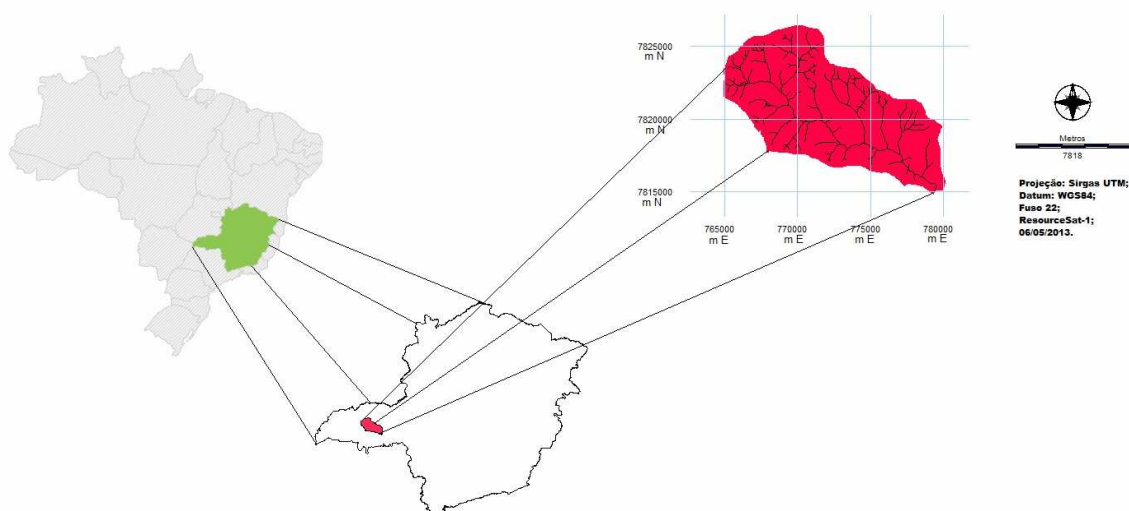 7825000
m N
7820000
m N
7815000
m N
765000
m E
770000
m E
775000
m E
780000
m E
Metros
7818
Projeção: Sirgas UTM;
Datum: WGS84;
Fuso 22;
ResourceSat-1;
06/05/2013.